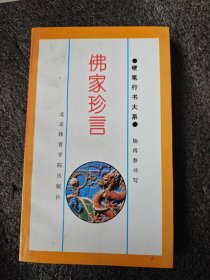 ●硬笔行书大系●
佛家珍言
杨再春书写
北京体育学院出版社